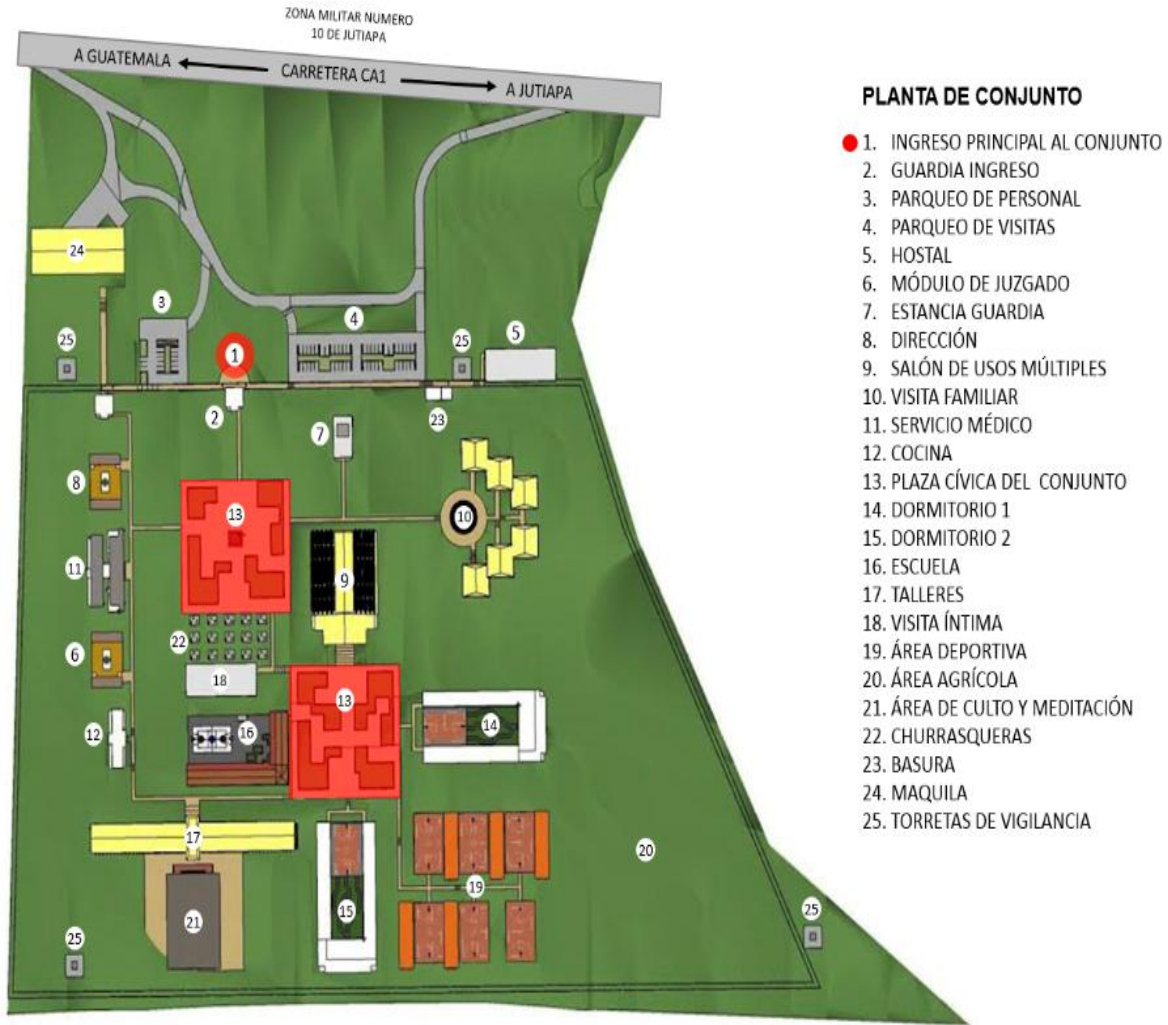 ZONA MILITAR NUMERO
10 DE JUTIAPA
A GUATEMALA
CARRETERA CA1
A JUTIAPA
PLANTA DE CONJUNTO
1. INGRESO PRINCIPAL AL CONJUNTO
2. GUARDIA INGRESO
3. PARQUEO DE PERSONAL
4. PARQUEO DE VISITAS
5. HOSTAL
6. MÓDULO DE JUZGADO
7. ESTANCIA GUARDIA
8. DIRECCIÓN
9. SALÓN DE USOS MÚLTIPLES
10. VISITA FAMILIAR
11. SERVICIO MÉDICO
12. COCINA
13. PLAZA CÍVICA DEL CONJUNTO
14. DORMITORIO 1
15. DORMITORIO 2
16. ESCUELA
17. TALLERES
18. VISITA ÍNTIMA
19. ÁREA DEPORTIVA
20. ÁREA AGRÍCOLA
21. ÁREA DE CULTO Y MEDITACIÓN
22. CHURRASQUERAS
23. BASURA
24. MAQUILA
25. TORRETAS DE VIGILANCIA
24
3
4
25
1
25
5
2
23
7
8
13
10
11
9
22
6
18
13
12
16
14
17
20
19
21
15
25
25